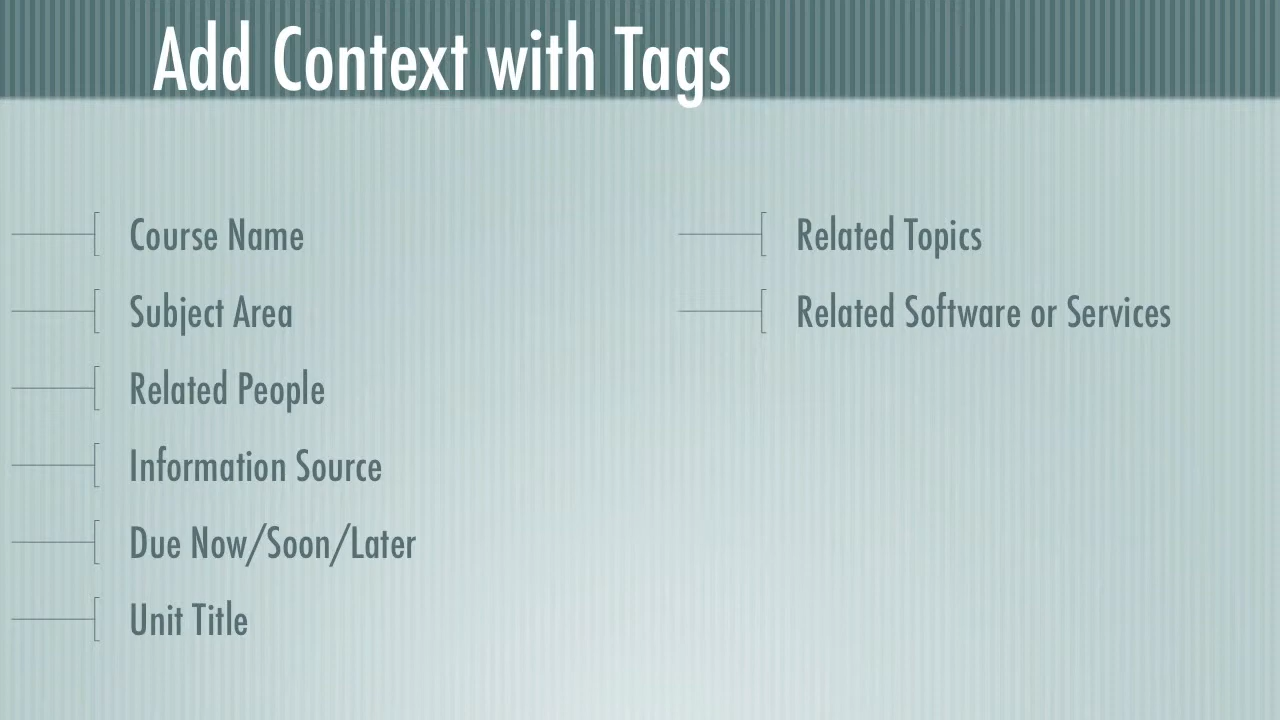 Add Context with Tags
Course Name
Subject Area
Related People
Information Source
Due Now/Soon/Later
Unit Title
Related Topics
Related Software or Services